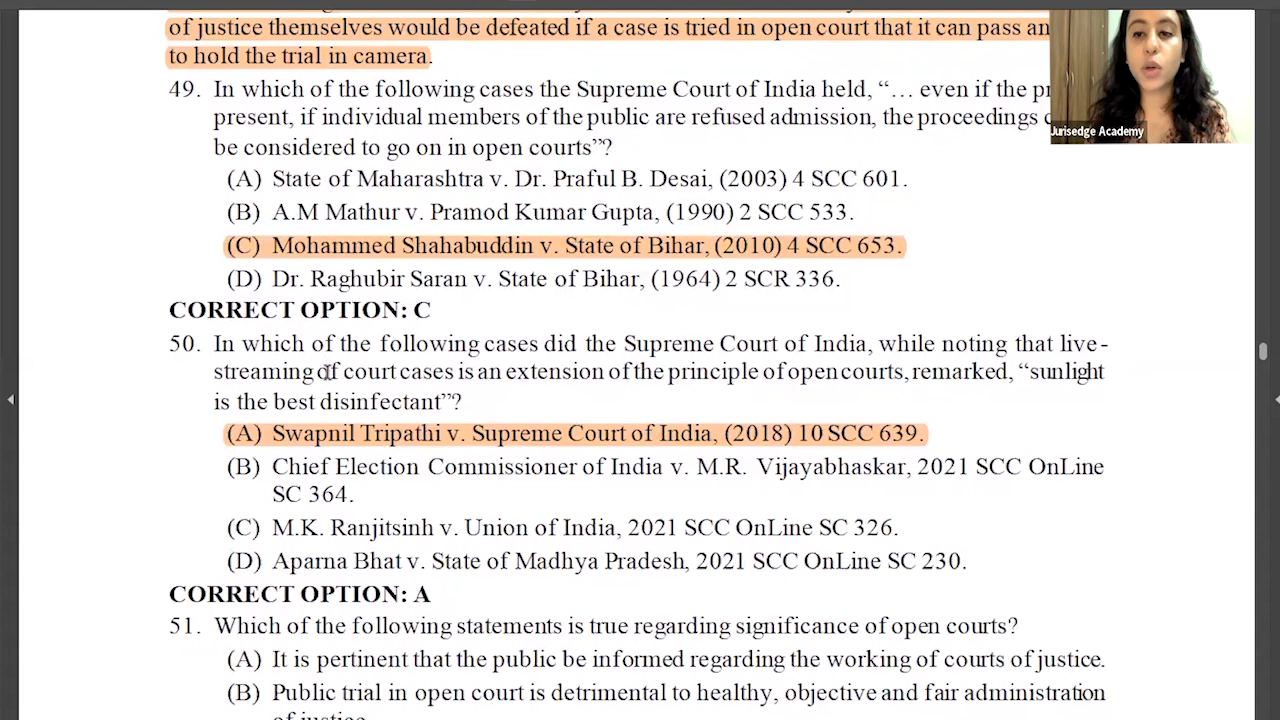 of justice themselves would be defeated if a case is tried in open court that it can pass an
to hold the trial in camera.
49. In which of the following cases the Supreme Court of India held, “… even if the pr
present, if individual members of the public are refused admission, the proceedings c
be considered to go on in open courts”?
(A) State of Maharashtra v. Dr. Praful B. Desai, (2003) 4 SCC 601.
(B) A.M Mathur v. Pramod Kumar Gupta, (1990) 2 SCC 533.
(C) Mohammed Shahabuddin v. State of Bihar, (2010) 4 SCC 653.
(D) Dr. Raghubir Saran v. State of Bihar, (1964) 2 SCR 336.
CORRECT OPTION: C
50. In which of the following cases did the Supreme Court of India, while noting that live-
streaming of court cases is an extension of the principle of open courts, remarked, “sunlight
is the best disinfectant”?
(A) Swapnil Tripathi v. Supreme Court of India, (2018) 10 SCC 639.
(B) Chief Election Commissioner of India v. M.R. Vijayabhaskar, 2021 SCC OnLine
SC 364.
(C) M.K. Ranjitsinh v. Union of India, 2021 SCC OnLine SC 326.
(D) Aparna Bhat v. State of Madhya Pradesh, 2021 SCC OnLine SC 230.
CORRECT OPTION: A
51. Which of the following statements is true regarding significance of open courts?
(A) It is pertinent that the public be informed regarding the working of courts of justice.
(B) Public trial in open court is detrimental to healthy, objective and fair administration
of justice.
Jurisedge Academy